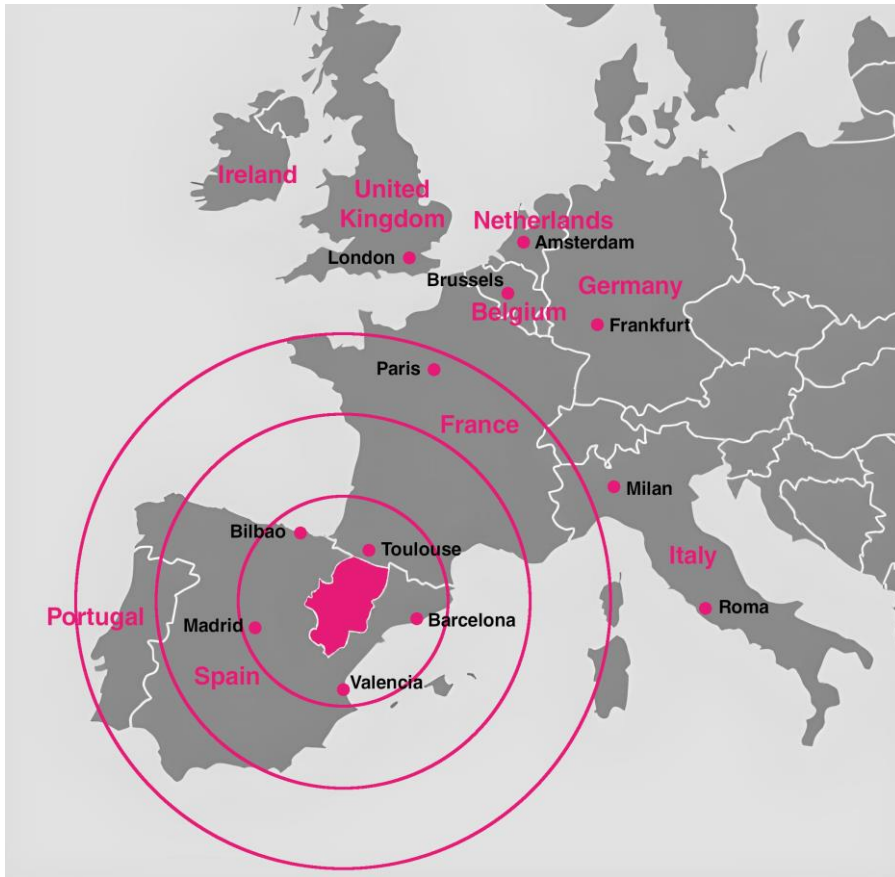 Ireland
United
Kingdom
Netherlands
London
Amsterdam
Brussels
Germany
Belgium
Frankfurt
Paris
France
Milan
Bilbao
Toulouse
Italy
Portugal
Roma
Madrid
Barcelona
Spain
Valencia